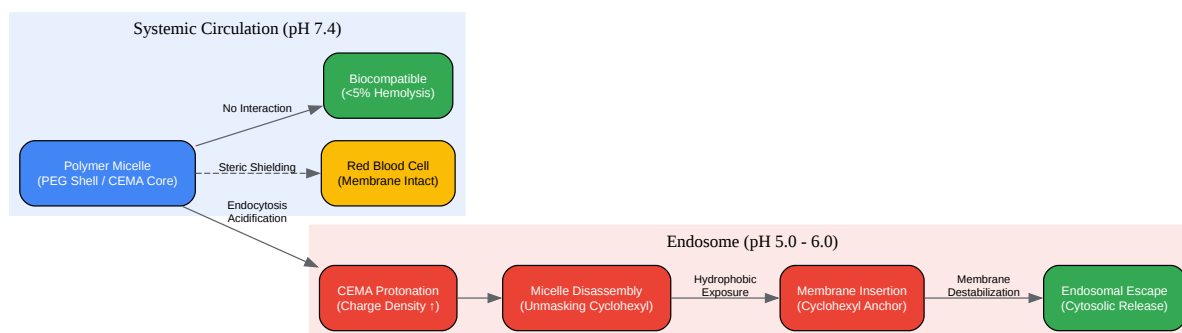 Systemic Circulation (pH 7.4)
Biocompatible
(<5% Hemolysis)
No Interaction
Polymer Micelle
(PEG Shell / CEMA Core)
Steric Shielding
Red Blood Cell
(Membrane Intact)
Endocytosis
Acidification
Endosome (pH 5.0 - 6.0)
CEMA Protonation
(Charge Density ↑)
Micelle Disassembly
(Unmasking Cyclohexyl)
Hydrophobic
Exposure
Membrane Insertion
(Cyclohexyl Anchor)
Membrane
Destabilization
Endosomal Escape
(Cytosolic Release)